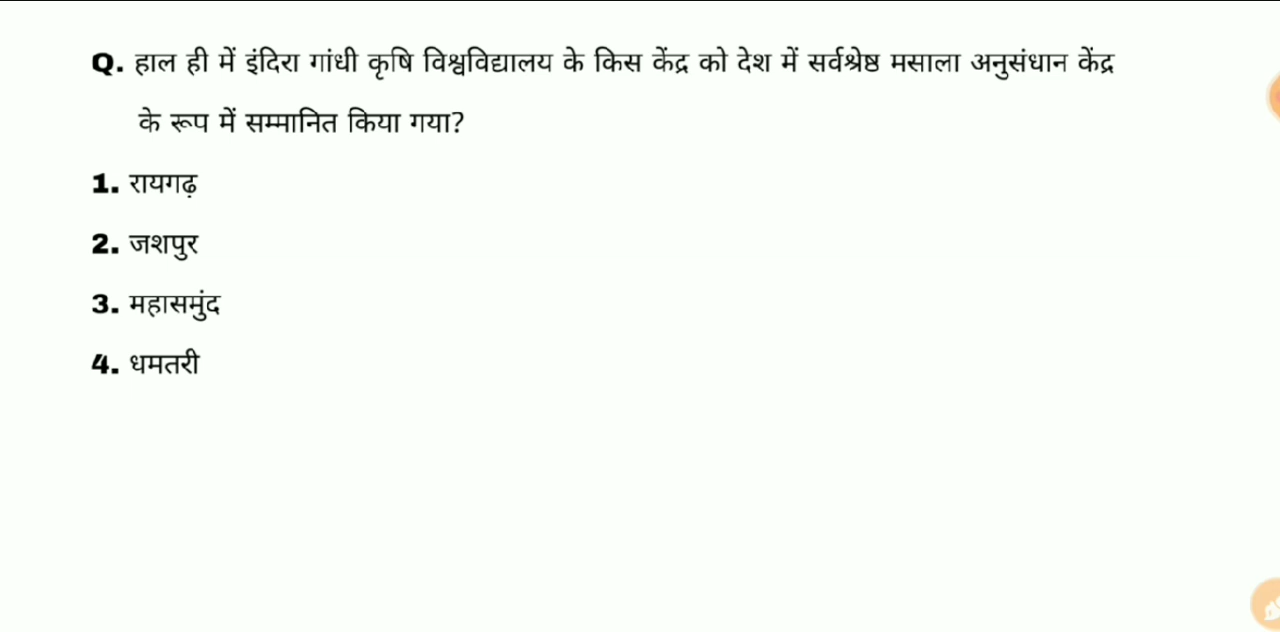 Q. हाल ही में इंदिरा गांधी कृषि विश्वविद्यालय के किस केंद्र को देश में सर्वश्रेष्ठ मसाला अनुसंधान केंद्र
के रूप में सम्मानित किया गया?
1. रायगढ़
2. जशपुर
3. महासमुंद
4. धमतरी